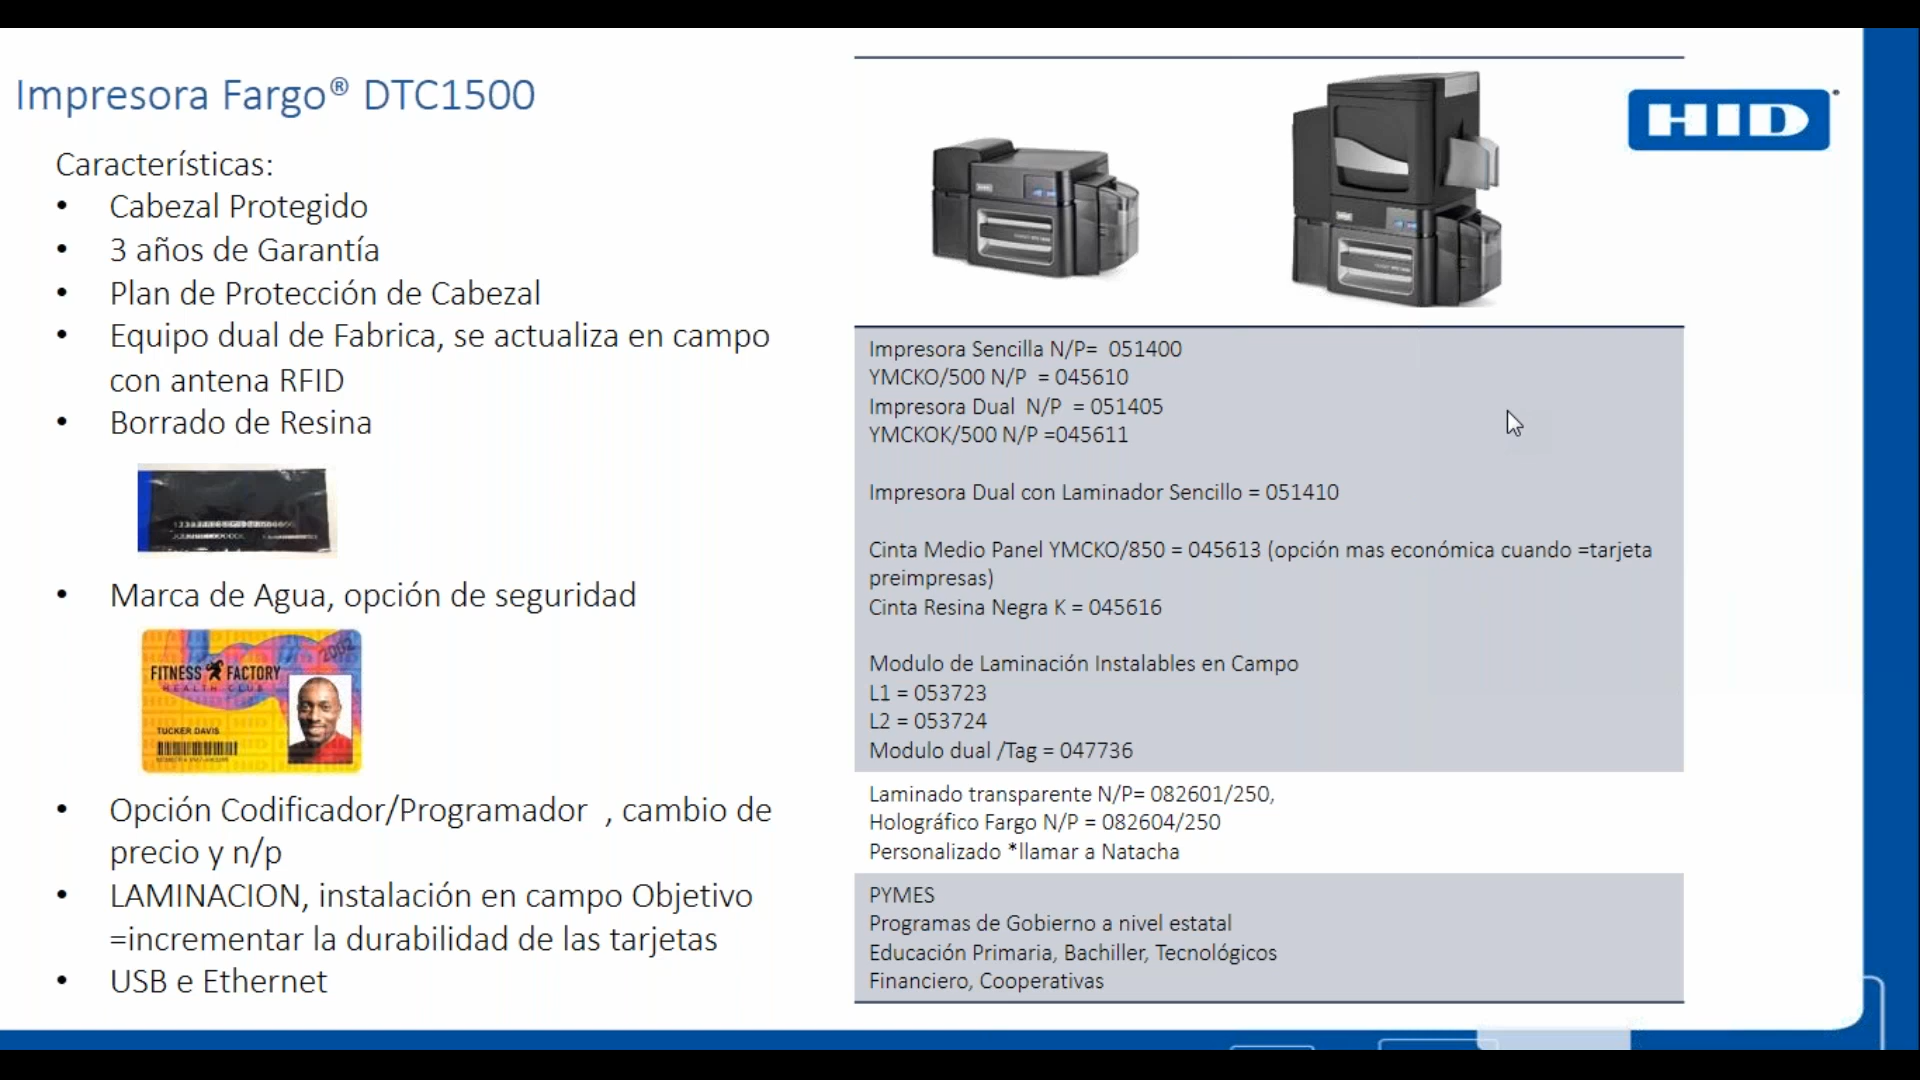 Impresora Fargo® DTC1500
HID
Características:
• Cabezal Protegido
• 3 años de Garantía
• Plan de Protección de Cabezal
• Equipo dual de Fabrica, se actualiza en campo
con antena RFID
• Borrado de Resina
• Marca de Agua, opción de seguridad
2002
FITNESS FACTORY
HEALTH CLUB
TUCKER DAVIS
• Opción Codificador/Programador , cambio de
precio y n/p
• LAMINACION, instalación en campo Objetivo
=incrementar la durabilidad de las tarjetas
• USB e Ethernet
Impresora Sencilla N/P= 051400
YMCKO/500 N/P = 045610
Impresora Dual N/P = 051405
YMCKOK/500 N/P =045611
Impresora Dual con Laminador Sencillo = 051410
Cinta Medio Panel YMCKO/850 = 045613 (opción mas económica cuando =tarjeta
preimpresas)
Cinta Resina Negra K = 045616
Modulo de Laminación Instalables en Campo
L1 = 053723
L2 = 053724
Modulo dual /Tag = 047736
Laminado transparente N/P= 082601/250,
Holográfico Fargo N/P = 082604/250
Personalizado *llamar a Natacha
PYMES
Programas de Gobierno a nivel estatal
Educación Primaria, Bachiller, Tecnológicos
Financiero, Cooperativas